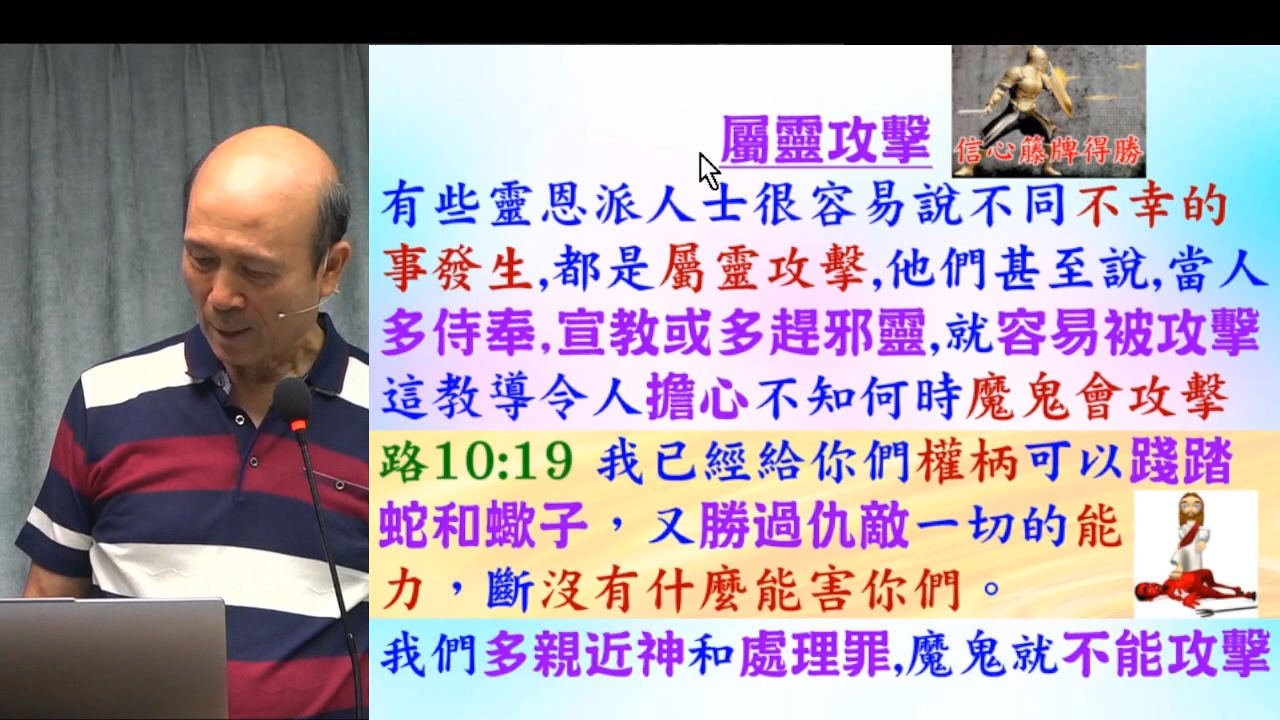 屬靈攻擊
信心籐牌得勝
有些靈恩派人士很容易說不同不幸的
事發生,都是屬靈攻擊,他們甚至說,當人
多侍奉,宣教或多趕邪靈,就容易被攻擊
這教導令人擔心不知何時魔鬼會攻擊
路10:19 我已經給你們權柄可以踐踏
蛇和蠍子，又勝過仇敵一切的能
力，斷沒有什麼能害你們。
我們多親近神和處理罪,魔鬼就不能攻擊